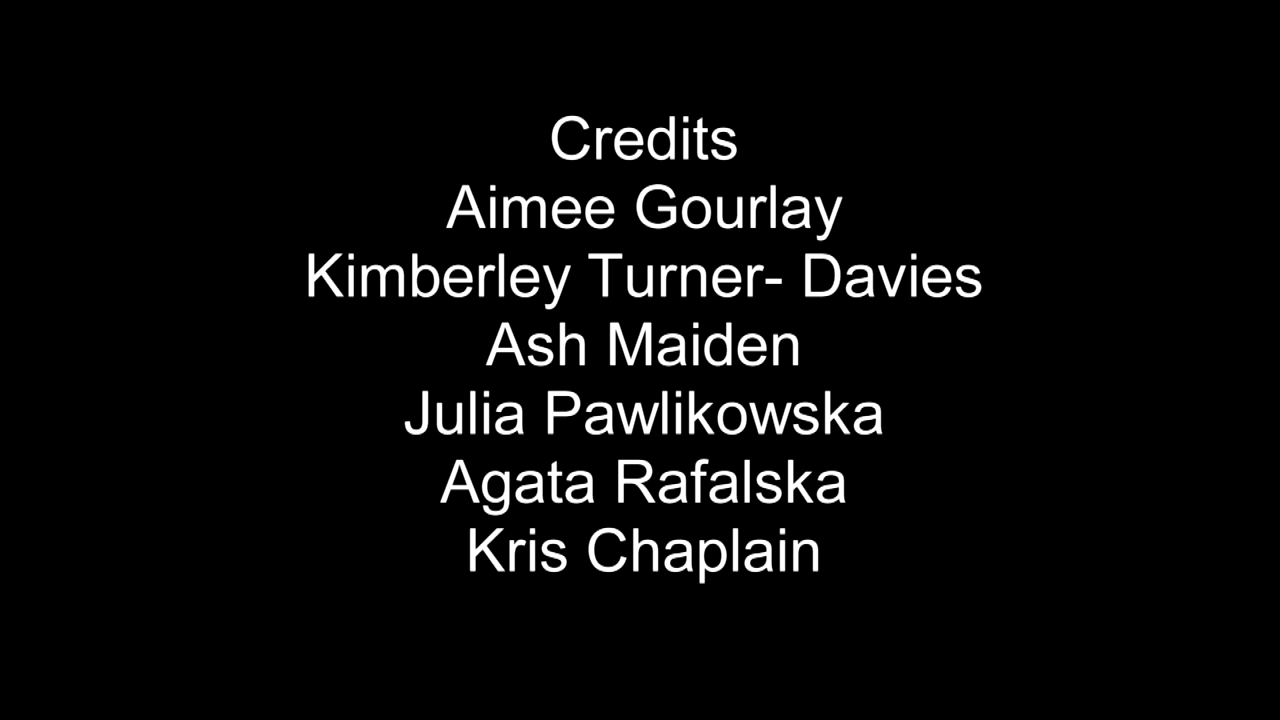 Credits
Aimee Gourlay
Kimberley Turner- Davies
Ash Maiden
Julia Pawlikowska
Agata Rafalska
Kris Chaplain